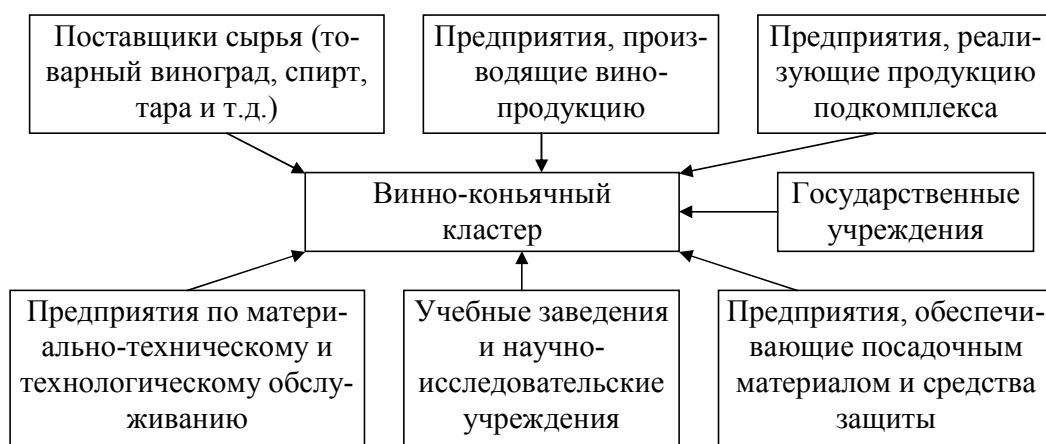 Поставщики сырья (то-
варный виноград, спирт,
тара и т.д.)
Предприятия, произ-
водящие вино-
продукцию
Предприятия, реали-
зующие продукцию
подкомплекса
Винно-коньячный
кластер
Государственные
учреждения
Предприятия по матери-
ально-техническому и
технологическому обслу-
живанию
Учебные заведения
и научно-
исследовательские
учреждения
Предприятия, обеспечи-
вающие посадочным
материалом и средства
защиты